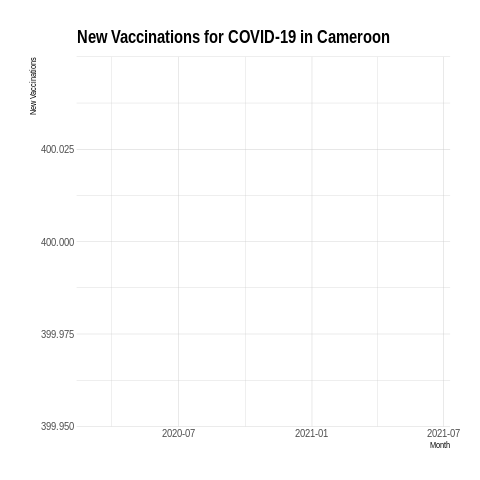 New Vaccinations for COVID-19 in Cameroon
New Vaccinations
400.025
400.000
399.975
399.950
2020-07 2021-01 2021-07
Month